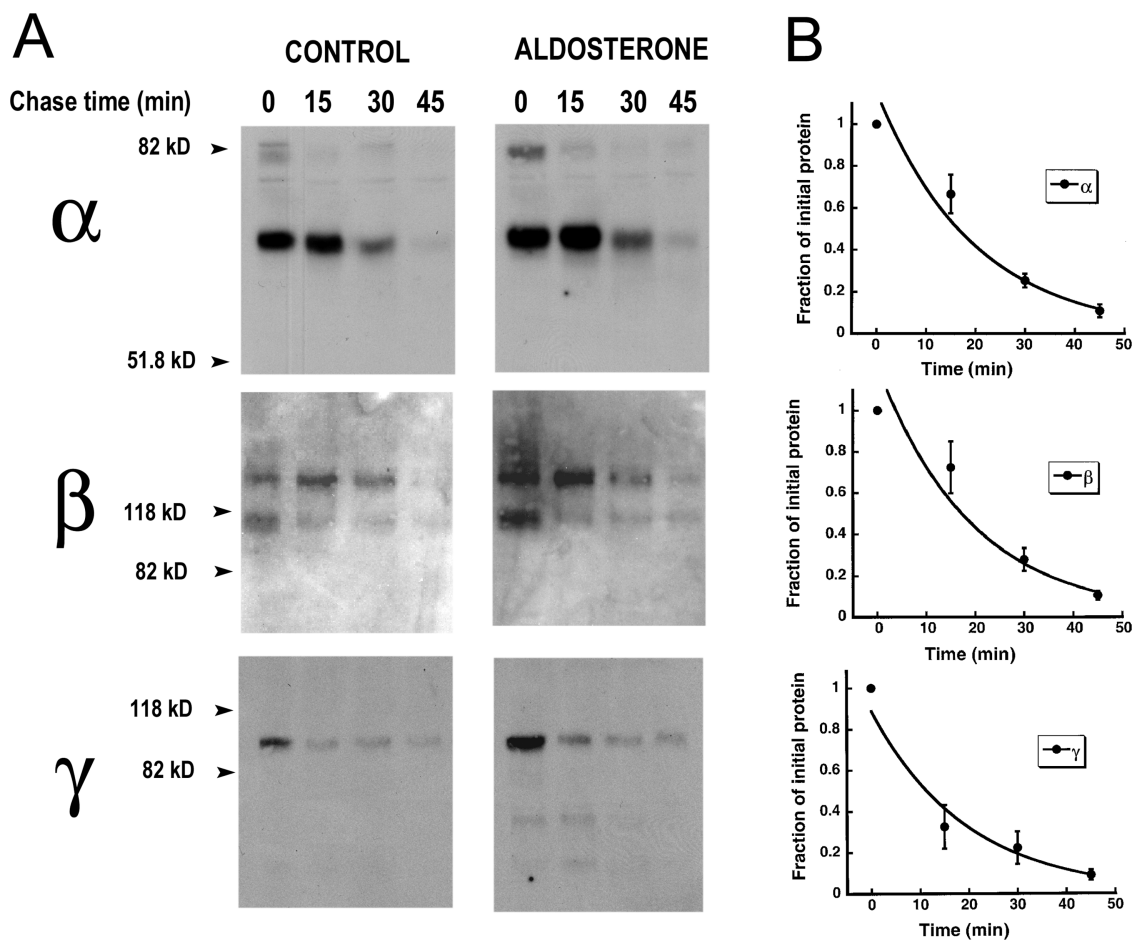 A
CONTROL ALDOSTERONE
Chase time (min) 0 15 30 45 0 15 30 45
α
82 kD
51.8 kD
β
118 kD
82 kD
γ
118 kD
82 kD
B
Fraction of initial protein
1
0.8
0.6
0.4
0.2
0
α
0 10 20 30 40 50
Time (min)
Fraction of initial protein
1
0.8
0.6
0.4
0.2
0
β
0 10 20 30 40 50
Time (min)
Fraction of initial protein
1
0.8
0.6
0.4
0.2
0
γ
0 10 20 30 40 50
Time (min)